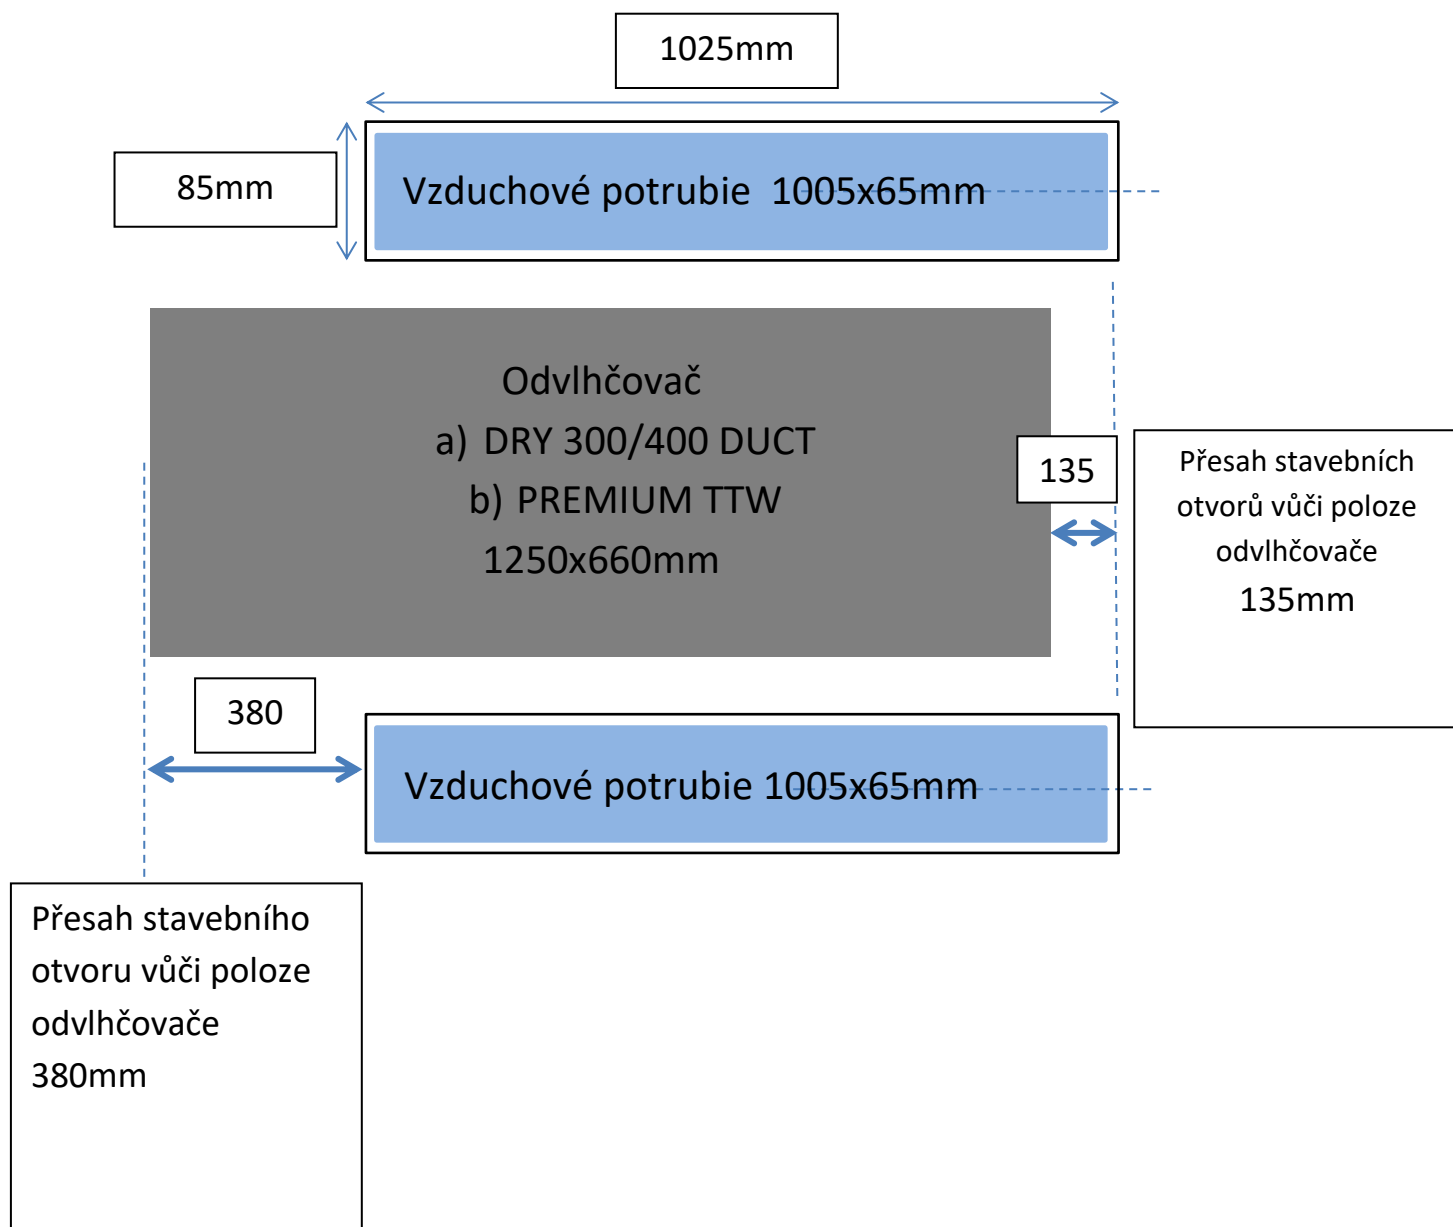 1025mm
85mm
Vzduchové potrubie 1005x65mm
Odvlhčovač
a) DRY 300/400 DUCT
b) PREMIUM TTW
1250x660mm
135
Přesah stavebních
otvorů vůči poloze
odvlhčovače
135mm
380
Vzduchové potrubie 1005x65mm
Přesah stavebního
otvoru vůči poloze
odvlhčovače
380mm